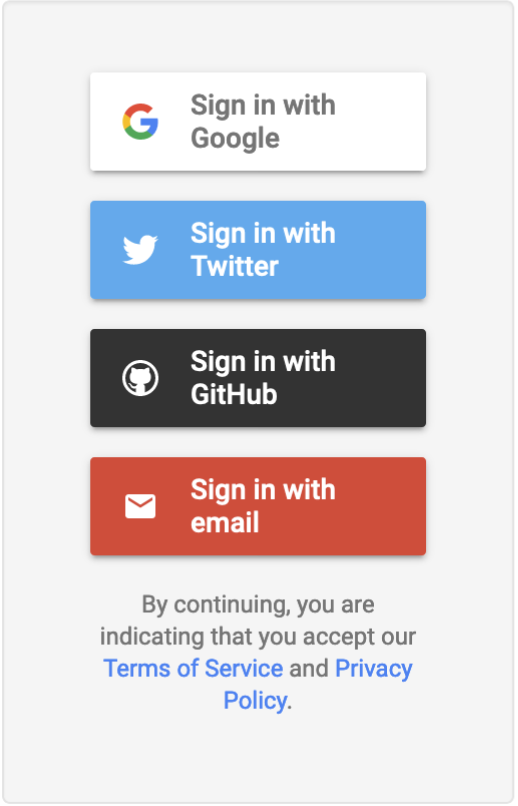 Sign in with
Google
Sign in with
Twitter
Sign in with
GitHub
Sign in with
email
By continuing, you are
indicating that you accept our
Terms of Service and Privacy
Policy.